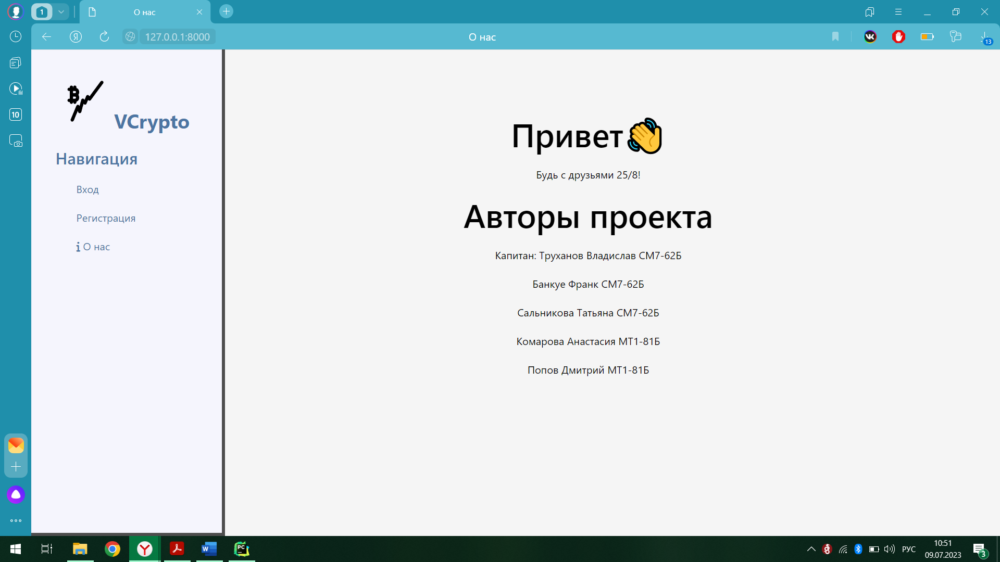 1
О нас
127.0.0.1:8000
О нас
13
10
VCrypto
Навигация
Вход
Регистрация
О нас
Привет
Будь с друзьями 25/8!
Авторы проекта
Капитан: Труханов Владислав СМ7-62Б
Банкуе Франк СМ7-62Б
Сальникова Татьяна СМ7-62Б
Комарова Анастасия МТ1-81Б
Попов Дмитрий МТ1-81Б
РУС
10:51
09.07.2023
3